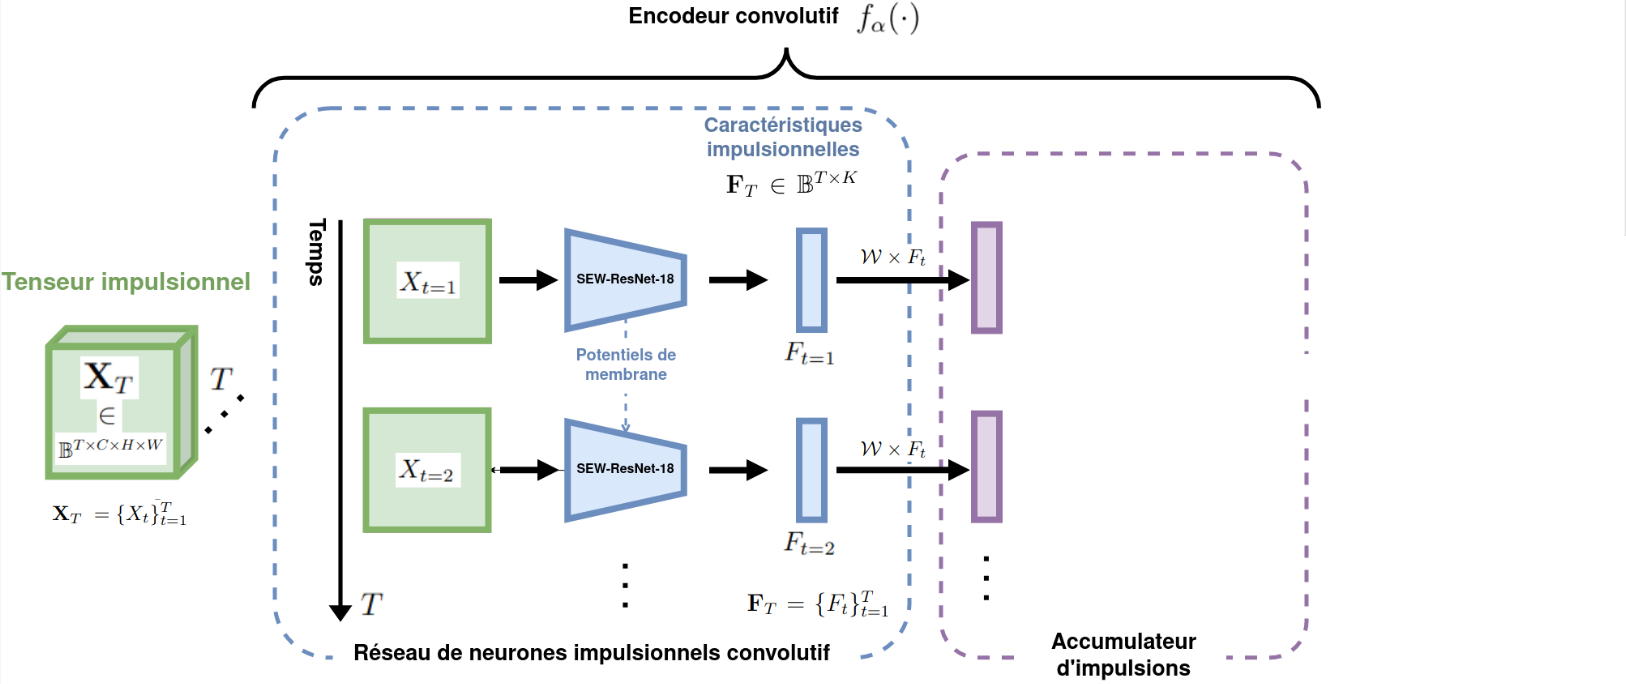 Encodeur convolutif $f_{\alpha}(\cdot)$
Caractéristiques
impulsionnelles
$\mathbf{F}_T \in \mathbb{B}^{T \times K}$
Temps
Tenseur impulsionnel
$\mathbf{X}_T$
$\in$
$\mathbb{B}^{T \times C \times H \times W}$
$T$
$\mathbf{X}_T = \{X_t\}_{t=1}^{T}$
$X_{t=1}$
SEW-ResNet-18
$\mathcal{W} \times F_t$
$F_{t=1}$
Potentiels de
membrane
$X_{t=2}$
SEW-ResNet-18
$\mathcal{W} \times F_t$
$F_{t=2}$
$T$
$\mathbf{F}_T = \{F_t\}_{t=1}^{T}$
Réseau de neurones impulsionnels convolutif
Accumulateur
d'impulsions